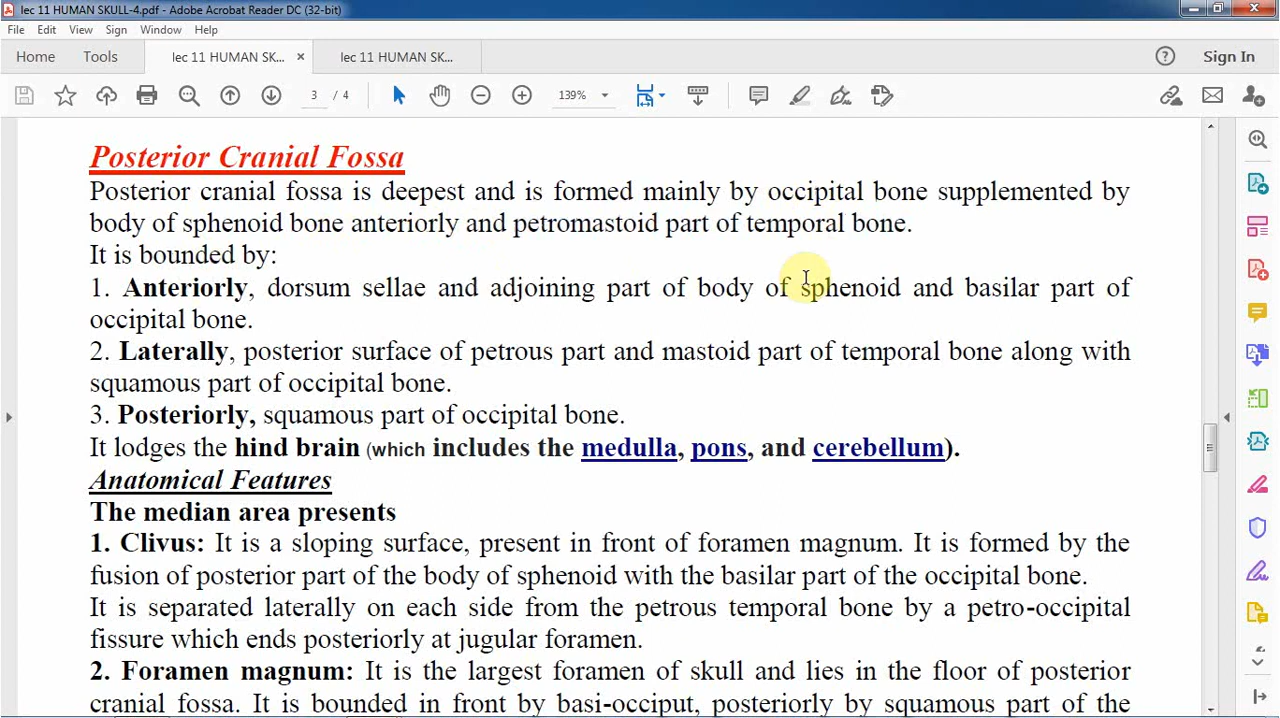 lec 11 HUMAN SKULL-4.pdf - Adobe Acrobat Reader DC (32-bit)
File Edit View Sign Window Help
Home Tools lec 11 HUMAN SK... × lec 11 HUMAN SK... Sign In
3 / 4 139%
Posterior Cranial Fossa
Posterior cranial fossa is deepest and is formed mainly by occipital bone supplemented by
body of sphenoid bone anteriorly and petromastoid part of temporal bone.
It is bounded by:
1. Anteriorly, dorsum sellae and adjoining part of body of sphenoid and basilar part of
occipital bone.
2. Laterally, posterior surface of petrous part and mastoid part of temporal bone along with
squamous part of occipital bone.
3. Posteriorly, squamous part of occipital bone.
It lodges the hind brain (which includes the medulla, pons, and cerebellum).
Anatomical Features
The median area presents
1. Clivus: It is a sloping surface, present in front of foramen magnum. It is formed by the
fusion of posterior part of the body of sphenoid with the basilar part of the occipital bone.
It is separated laterally on each side from the petrous temporal bone by a petro-occipital
fissure which ends posteriorly at jugular foramen.
2. Foramen magnum: It is the largest foramen of skull and lies in the floor of posterior
cranial fossa. It is bounded in front by basi-occiput, posteriorly by squamous part of the